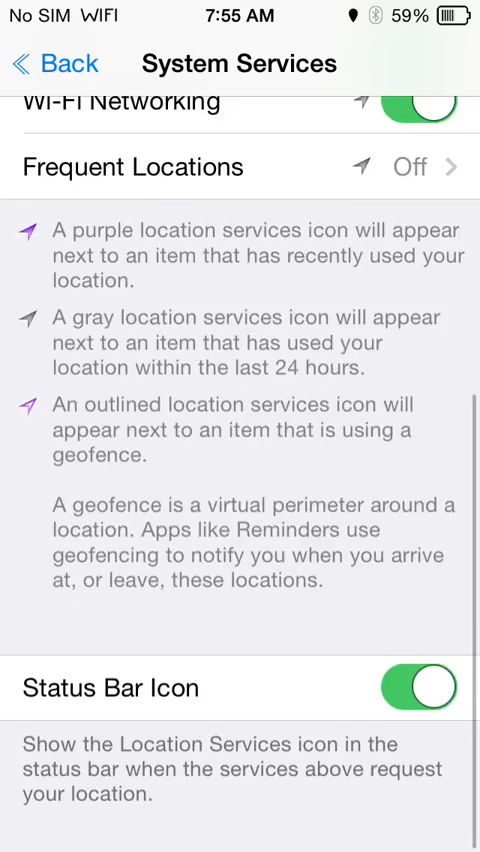 No SIM WIFI 7:55 AM 59%
Back System Services
Wi-Fi Networking
Frequent Locations Off
A purple location services icon will appear
next to an item that has recently used your
location.
A gray location services icon will appear
next to an item that has used your
location within the last 24 hours.
An outlined location services icon will
appear next to an item that is using a
geofence.
A geofence is a virtual perimeter around a
location. Apps like Reminders use
geofencing to notify you when you arrive
at, or leave, these locations.
Status Bar Icon
Show the Location Services icon in the
status bar when the services above request
your location.